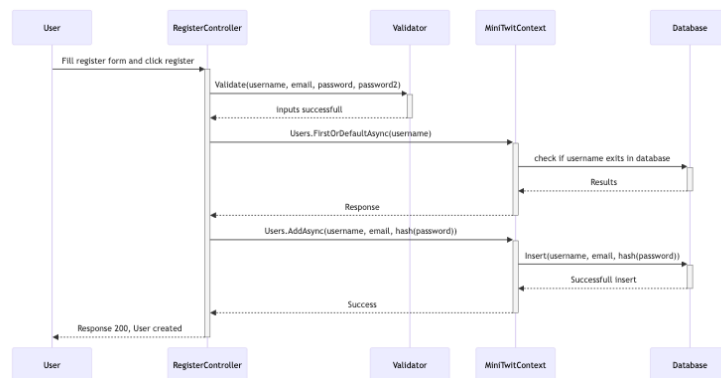 User RegisterController Validator MiniTwitContext Database
Fill register form and click register
Validate(username, email, password, password2)
inputs successfull
Users.FirstOrDefaultAsync(username)
check if username exits in database
Results
Response
Users.AddAsync(username, email, hash(password))
Insert(username, email, hash(password))
Successfull insert
Success
Response 200, User created
User RegisterController Validator MiniTwitContext Database